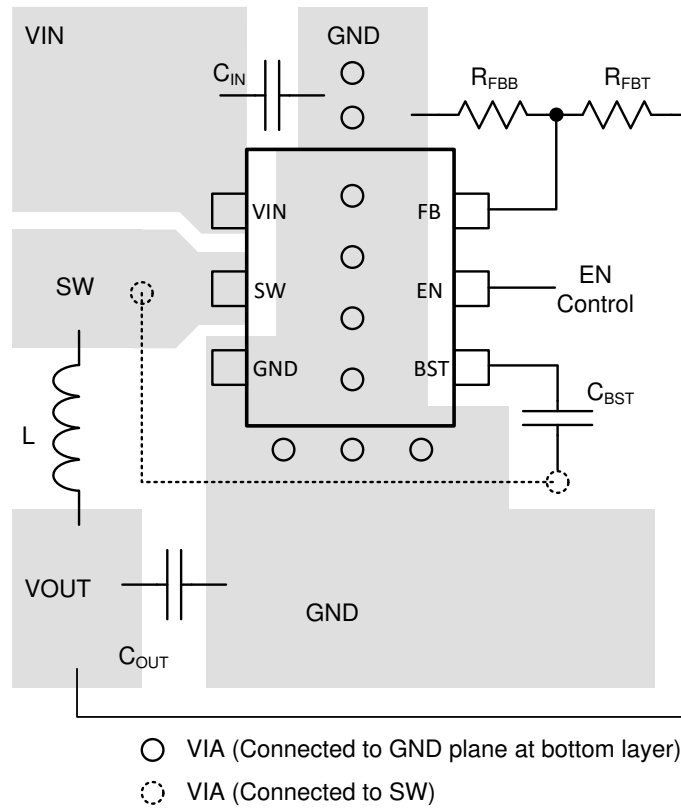 VIN
GND
CIN
RFBB
RFBT
VIN
FB
SW
SW
EN
EN
Control
GND
BST
CBST
L
VOUT
GND
COUT
VIA (Connected to GND plane at bottom layer)
VIA (Connected to SW)